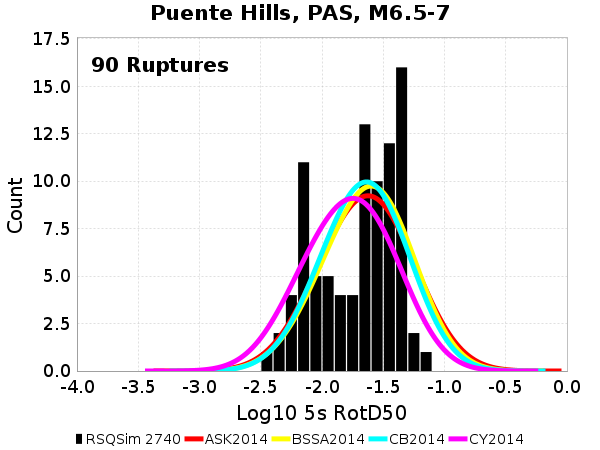 Puente Hills, PAS, M6.5-7
90 Ruptures
17.5
15.0
12.5
10.0
7.5
5.0
2.5
0.0
Count
-4.0 -3.5 -3.0 -2.5 -2.0 -1.5 -1.0 -0.5 0.0
Log10 5s RotD50
RSQSim 2740 ASK2014 BSSA2014 CB2014 CY2014